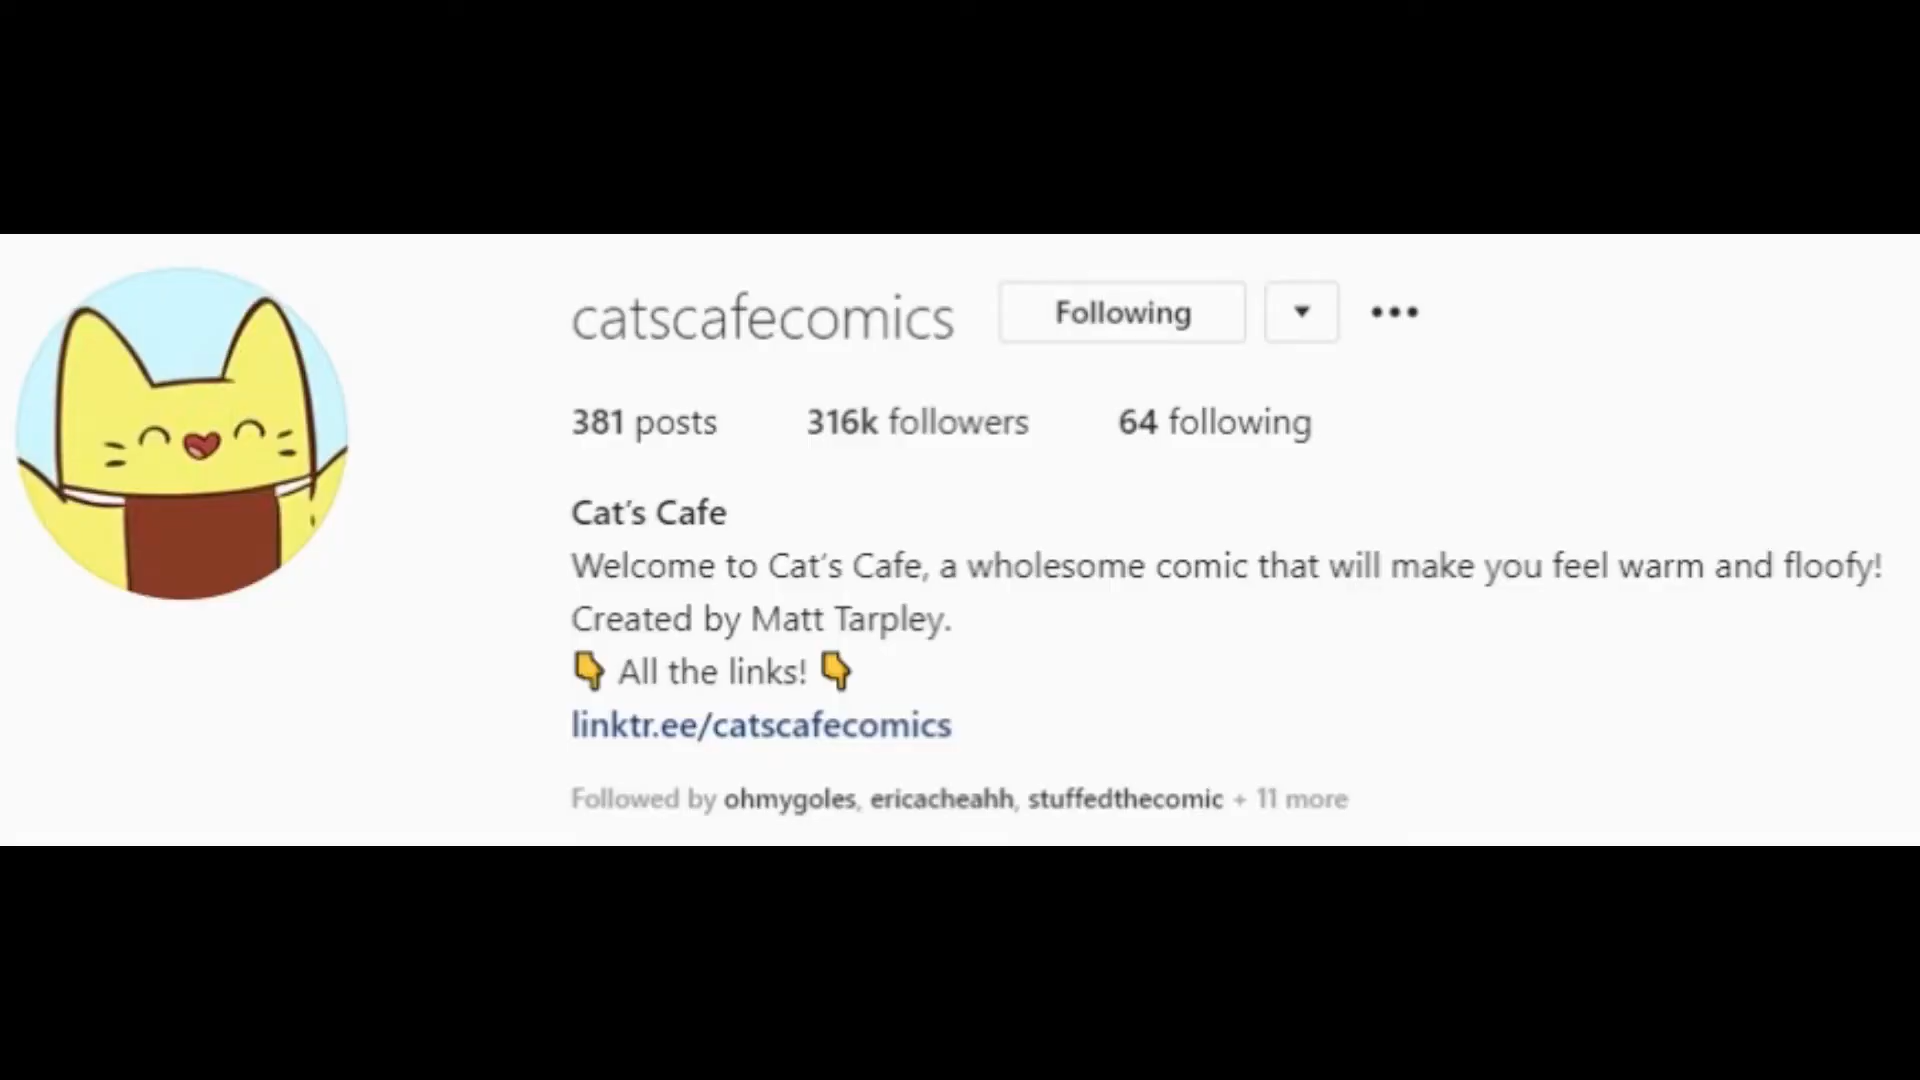 catscafecomics Following
381 posts 316k followers 64 following
Cat's Cafe
Welcome to Cat's Cafe, a wholesome comic that will make you feel warm and floofy!
Created by Matt Tarpley.
👇 All the links! 👇
linktr.ee/catscafecomics
Followed by ohmygoles, ericacheahh, stuffedthecomic + 11 more